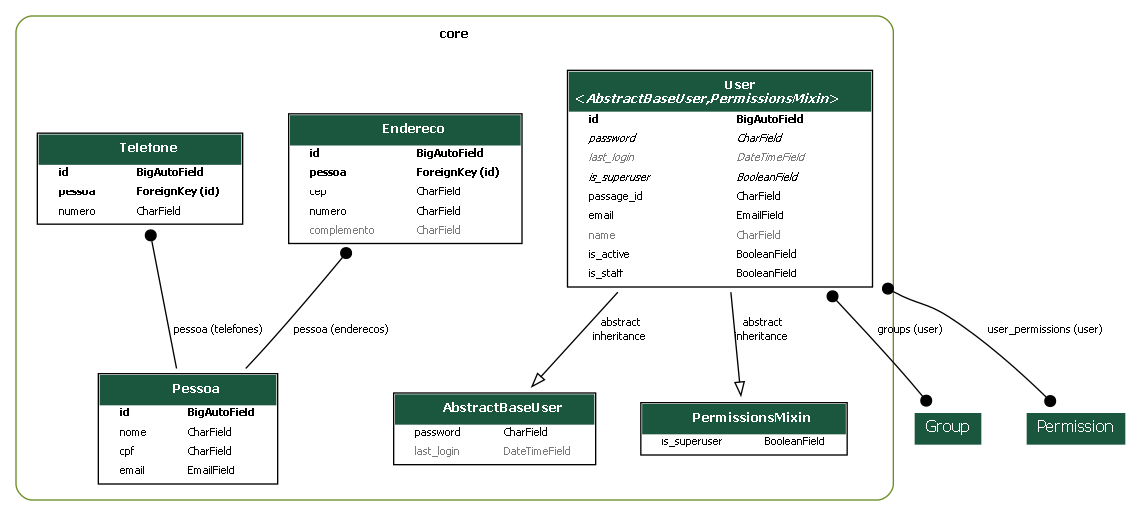 core
User
<AbstractBaseUser,PermissionsMixin>
id BigAutoField
password CharField
last_login DateTimeField
is_superuser BooleanField
passage_id CharField
email EmailField
name CharField
is_active BooleanField
is_staff BooleanField
Endereco
id BigAutoField
pessoa ForeignKey (id)
cep CharField
numero CharField
complemento CharField
Telefone
id BigAutoField
pessoa ForeignKey (id)
numero CharField
pessoa (telefones)
pessoa (enderecos)
abstract
inheritance
abstract
inheritance
groups (user)
user_permissions (user)
Pessoa
id BigAutoField
nome CharField
cpf CharField
email EmailField
AbstractBaseUser
password CharField
last_login DateTimeField
PermissionsMixin
is_superuser BooleanField
Group
Permission